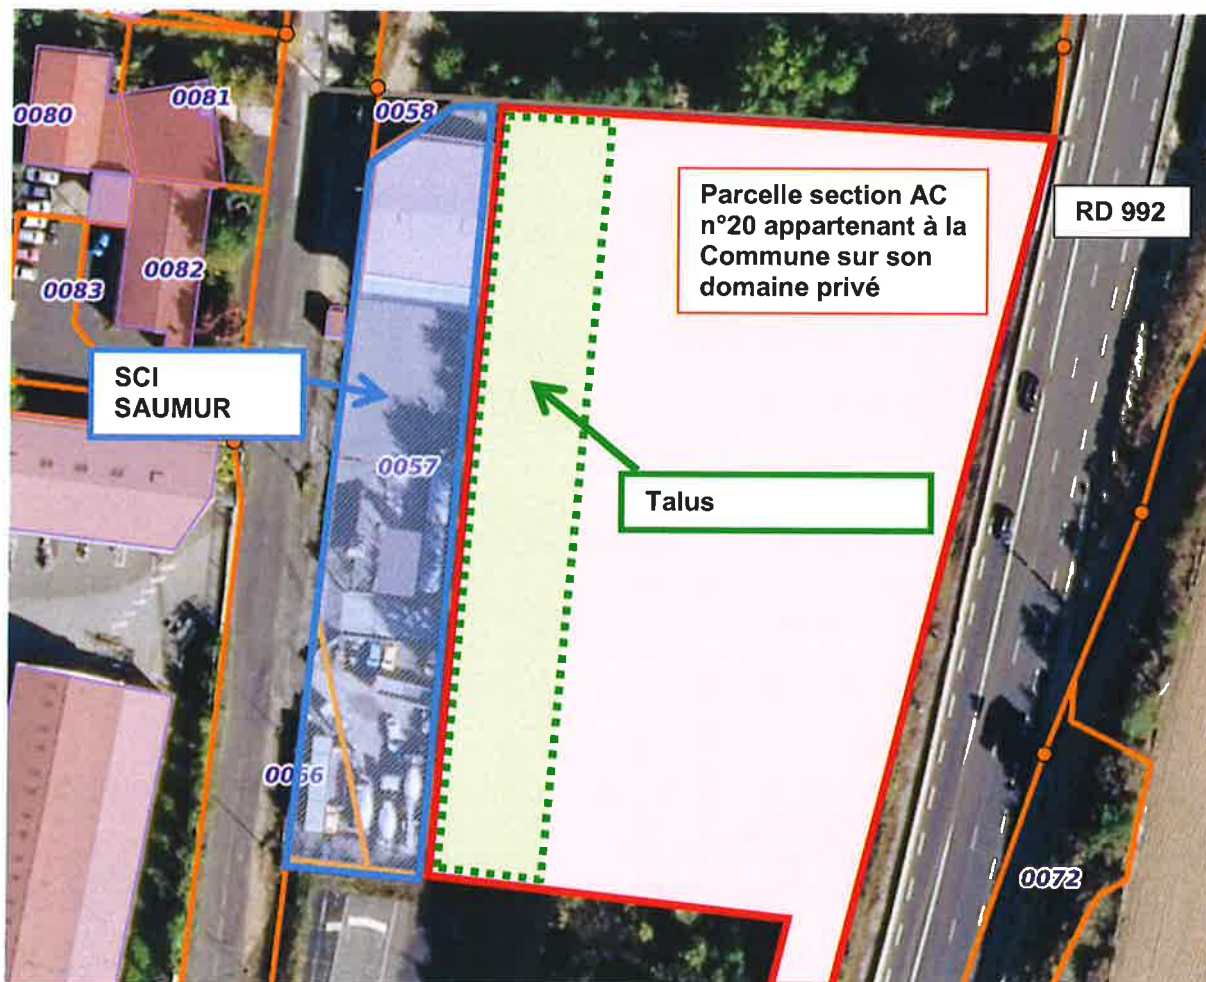 0081
0080
0058
Parcelle section AC
n°20 appartenant à la
Commune sur son
domaine privé
RD 992
0082
0083
SCI
SAUMUR
0057
Talus
0066
0072